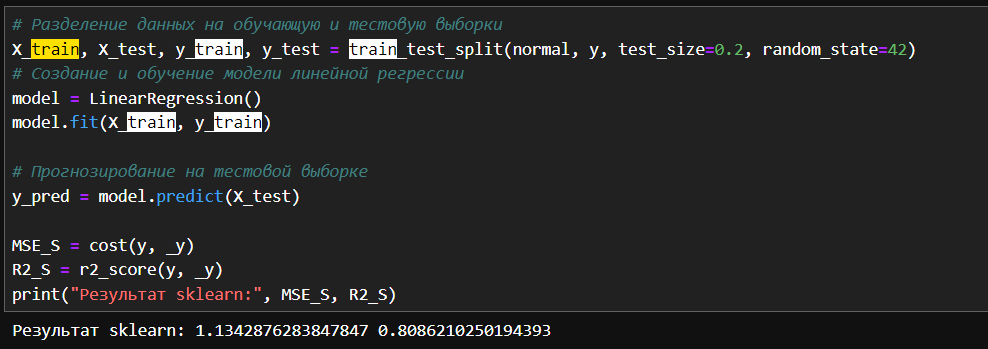 # Разделение данных на обучающую и тестовую выборки
X_train, X_test, y_train, y_test = train_test_split(normal, y, test_size=0.2, random_state=42)
# Создание и обучение модели линейной регрессии
model = LinearRegression()
model.fit(X_train, y_train)
# Прогнозирование на тестовой выборке
y_pred = model.predict(X_test)
MSE_S = cost(y, _y)
R2_S = r2_score(y, _y)
print("Результат sklearn:", MSE_S, R2_S)
Результат sklearn: 1.1342876283847847 0.8086210250194393